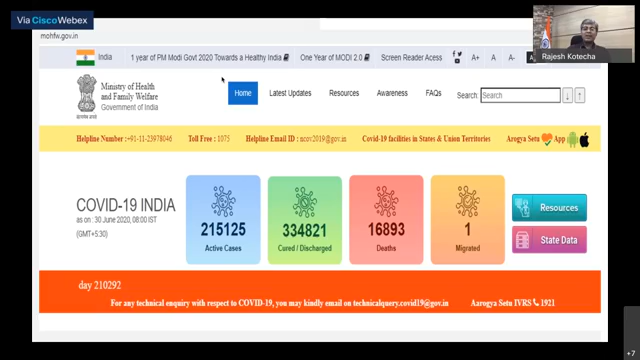 Via Cisco Webex
mohfw.gov.in
India
1 year of PM Modi Govt 2020 Towards a Healthy India
One Year of MODI 2.0
Screen Reader Acess
A+
A
A-
A
Rajesh Kotecha
Ministry of Health
and Family Welfare
Government of India
Home
Latest Updates
Resources
Awareness
FAQs
Search:
Search
Helpline Number :+91-11-23978046
Toll Free : 1075
Helpline Email ID : ncov2019@gov.in
Covid-19 facilities in States & Union Territories
Arogya Setu App
COVID-19 INDIA
as on : 30 June 2020, 08:00 IST
(GMT+5:30)
215125
Active Cases
334821
Cured / Discharged
16893
Deaths
1
Migrated
Resources
State Data
day 210292
For any technical enquiry with respect to COVID-19, you may kindly email on technicalquery.covid19@gov.in
Aarogya Setu IVRS 1921
+7